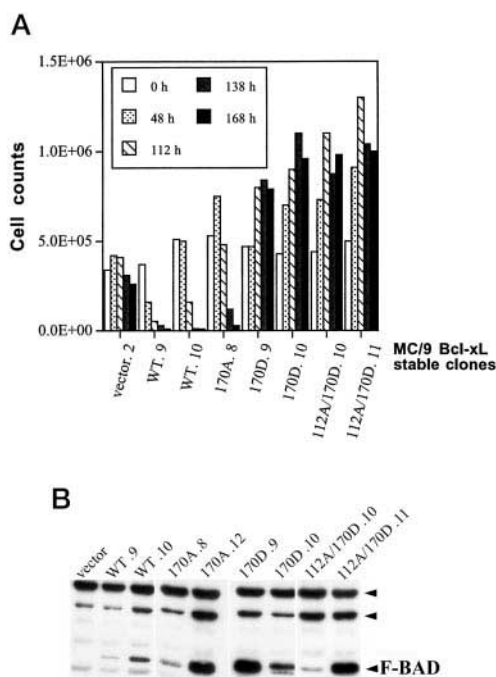 A
Cell counts
1.5E+06
1.0E+06
5.0E+05
0.0E+00
0 h
48 h
112 h
138 h
168 h
vector. 2
WT. 9
WT. 10
170A. 8
170D. 9
170D. 10
112A/170D. 10
112A/170D. 11
MC/9 Bcl-xL
stable clones
B
vector
WT .9
WT .10
170A .8
170A .12
170D .9
170D .10
112A/170D .10
112A/170D .11
F-BAD